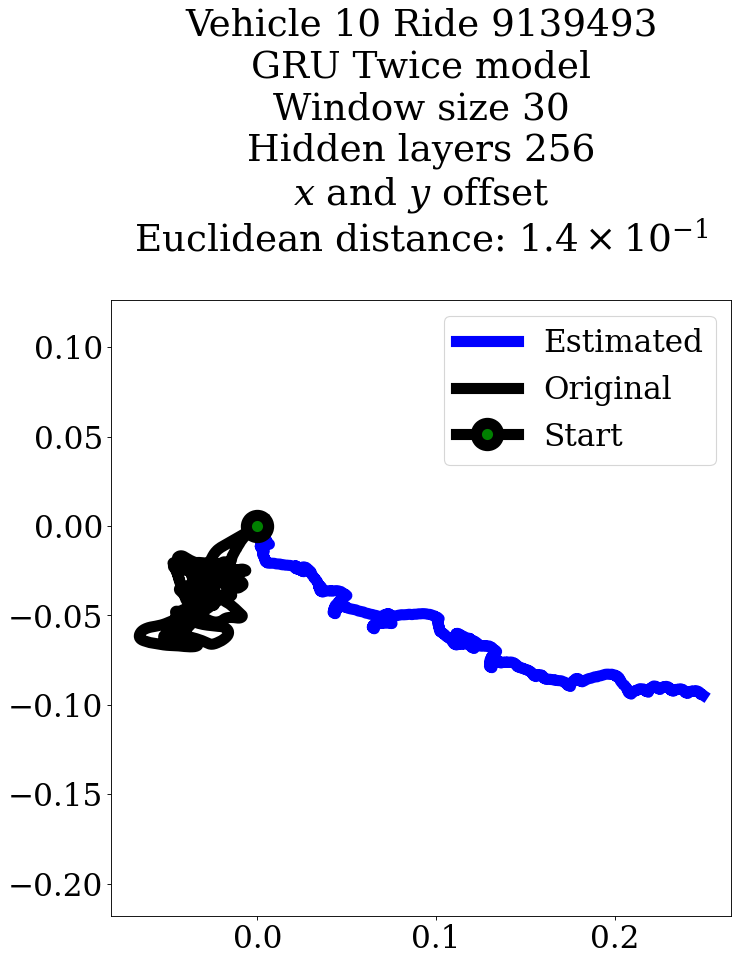 Vehicle 10 Ride 9139493
GRU Twice model
Window size 30
Hidden layers 256
x and y offset
Euclidean distance: 1.4 × 10⁻¹
Estimated
Original
Start
0.10
0.05
0.00
−0.05
−0.10
−0.15
−0.20
0.0 0.1 0.2